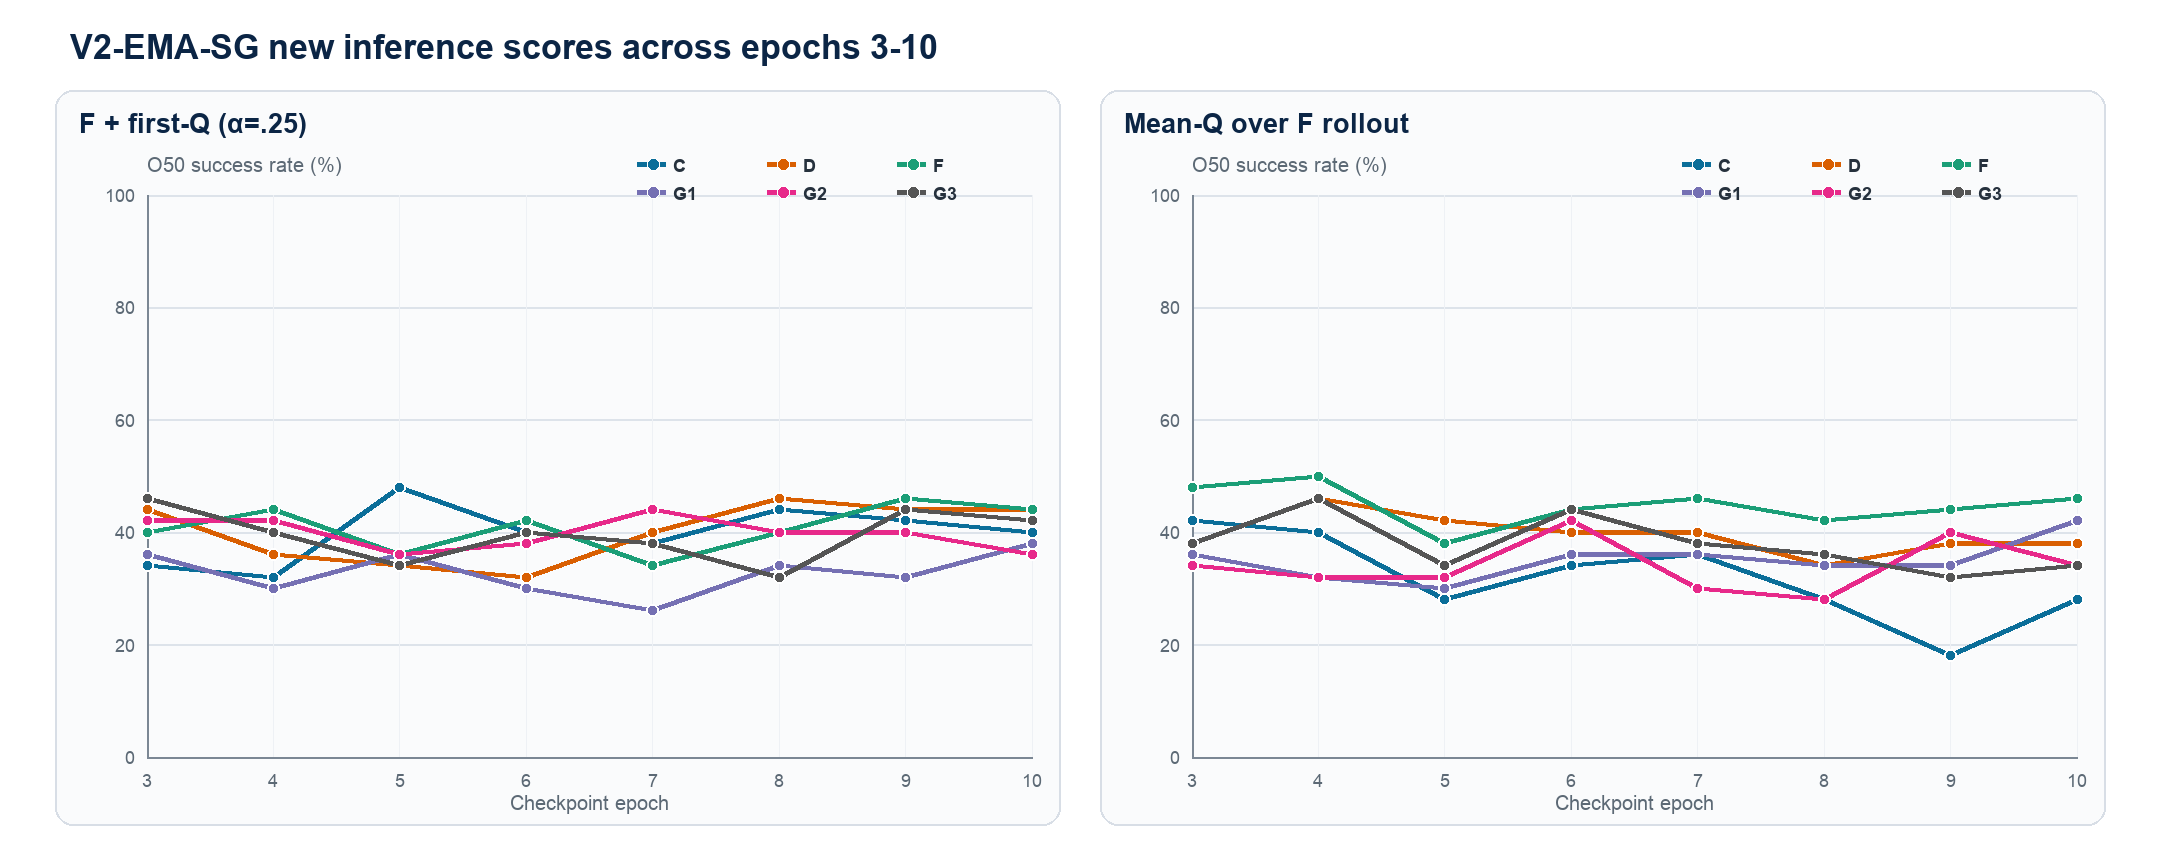 V2-EMA-SG new inference scores across epochs 3-10
F + first-Q (α=.25)
O50 success rate (%)
C D F
G1 G2 G3
100
80
60
40
20
0
3 4 5 6 7 8 9 10
Checkpoint epoch
Mean-Q over F rollout
O50 success rate (%)
C D F
G1 G2 G3
100
80
60
40
20
0
3 4 5 6 7 8 9 10
Checkpoint epoch